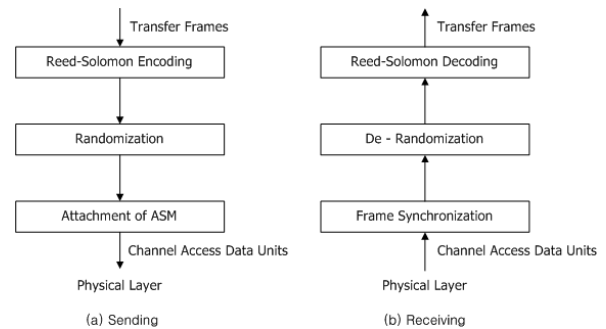 Transfer Frames
Reed-Solomon Encoding
Randomization
Attachment of ASM
Channel Access Data Units
Physical Layer
(a) Sending
Transfer Frames
Reed-Solomon Decoding
De - Randomization
Frame Synchronization
Channel Access Data Units
Physical Layer
(b) Receiving